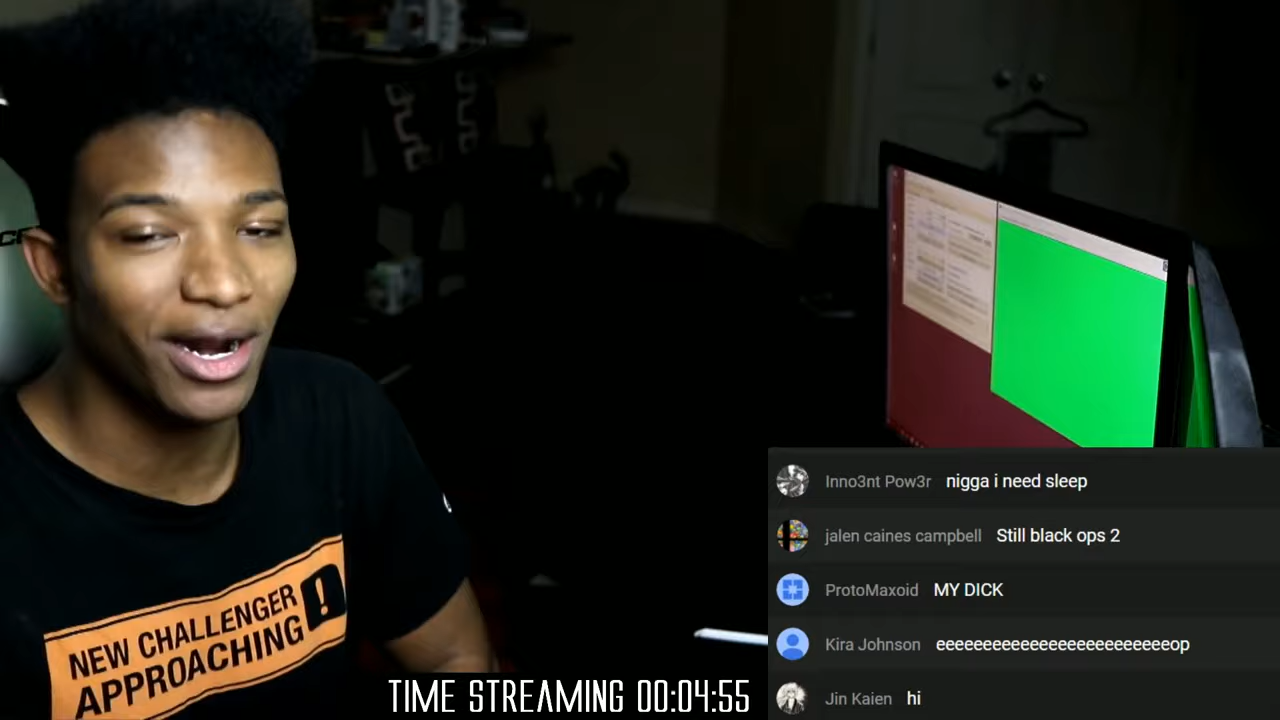 NEW CHALLENGER
APPROACHING !
Inno3nt Pow3r nigga i need sleep
jalen caines campbell Still black ops 2
ProtoMaxoid MY DICK
Kira Johnson eeeeeeeeeeeeeeeeeeeeeeeeeeop
Jin Kaien hi
TIME STREAMING 00:04:55